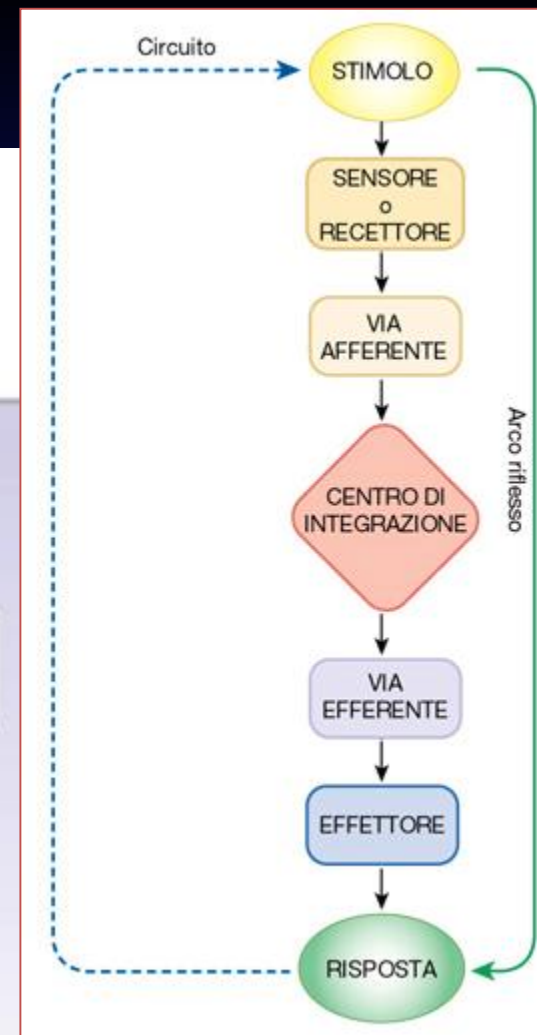 Circuito
STIMOLO
SENSORE
o
RECETTORE
VIA
AFFERENTE
Arco riflesso
CENTRO DI
INTEGRAZIONE
VIA
EFFERENTE
EFFETTORE
RISPOSTA